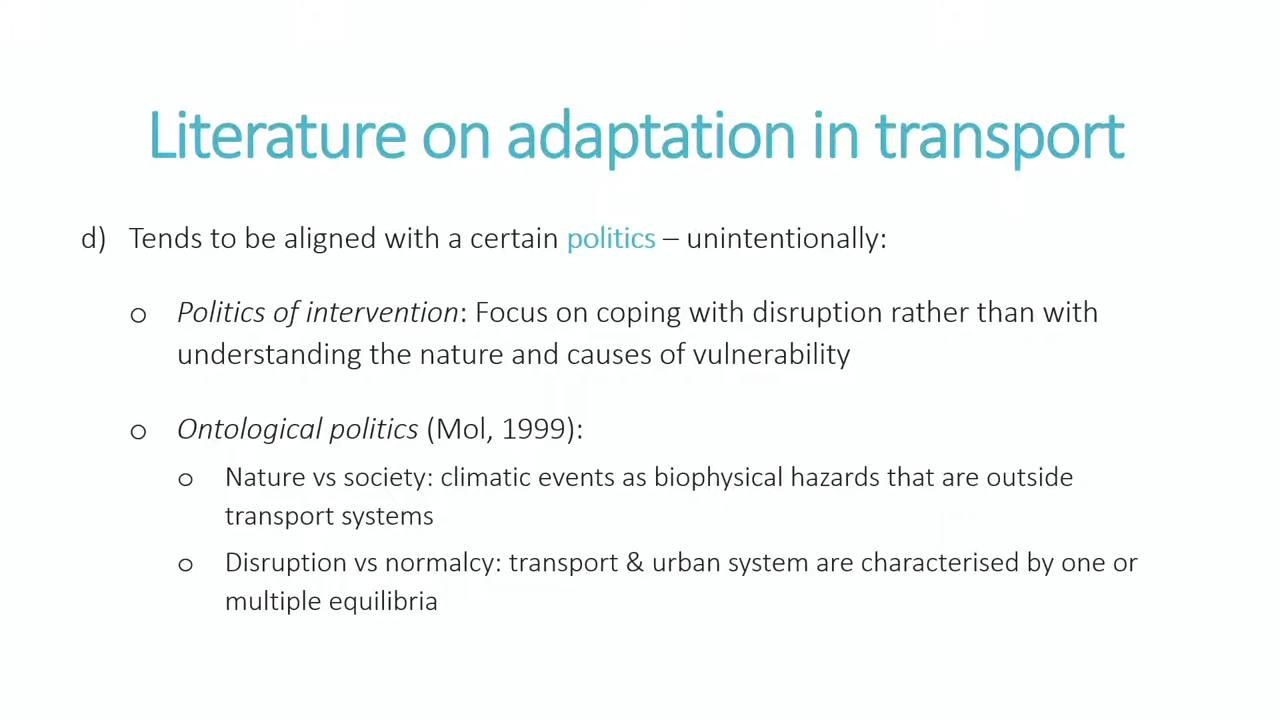 Literature on adaptation in transport
d) Tends to be aligned with a certain politics – unintentionally:
o Politics of intervention: Focus on coping with disruption rather than with
understanding the nature and causes of vulnerability
o Ontological politics (Mol, 1999):
o Nature vs society: climatic events as biophysical hazards that are outside
transport systems
o Disruption vs normalcy: transport & urban system are characterised by one or
multiple equilibria